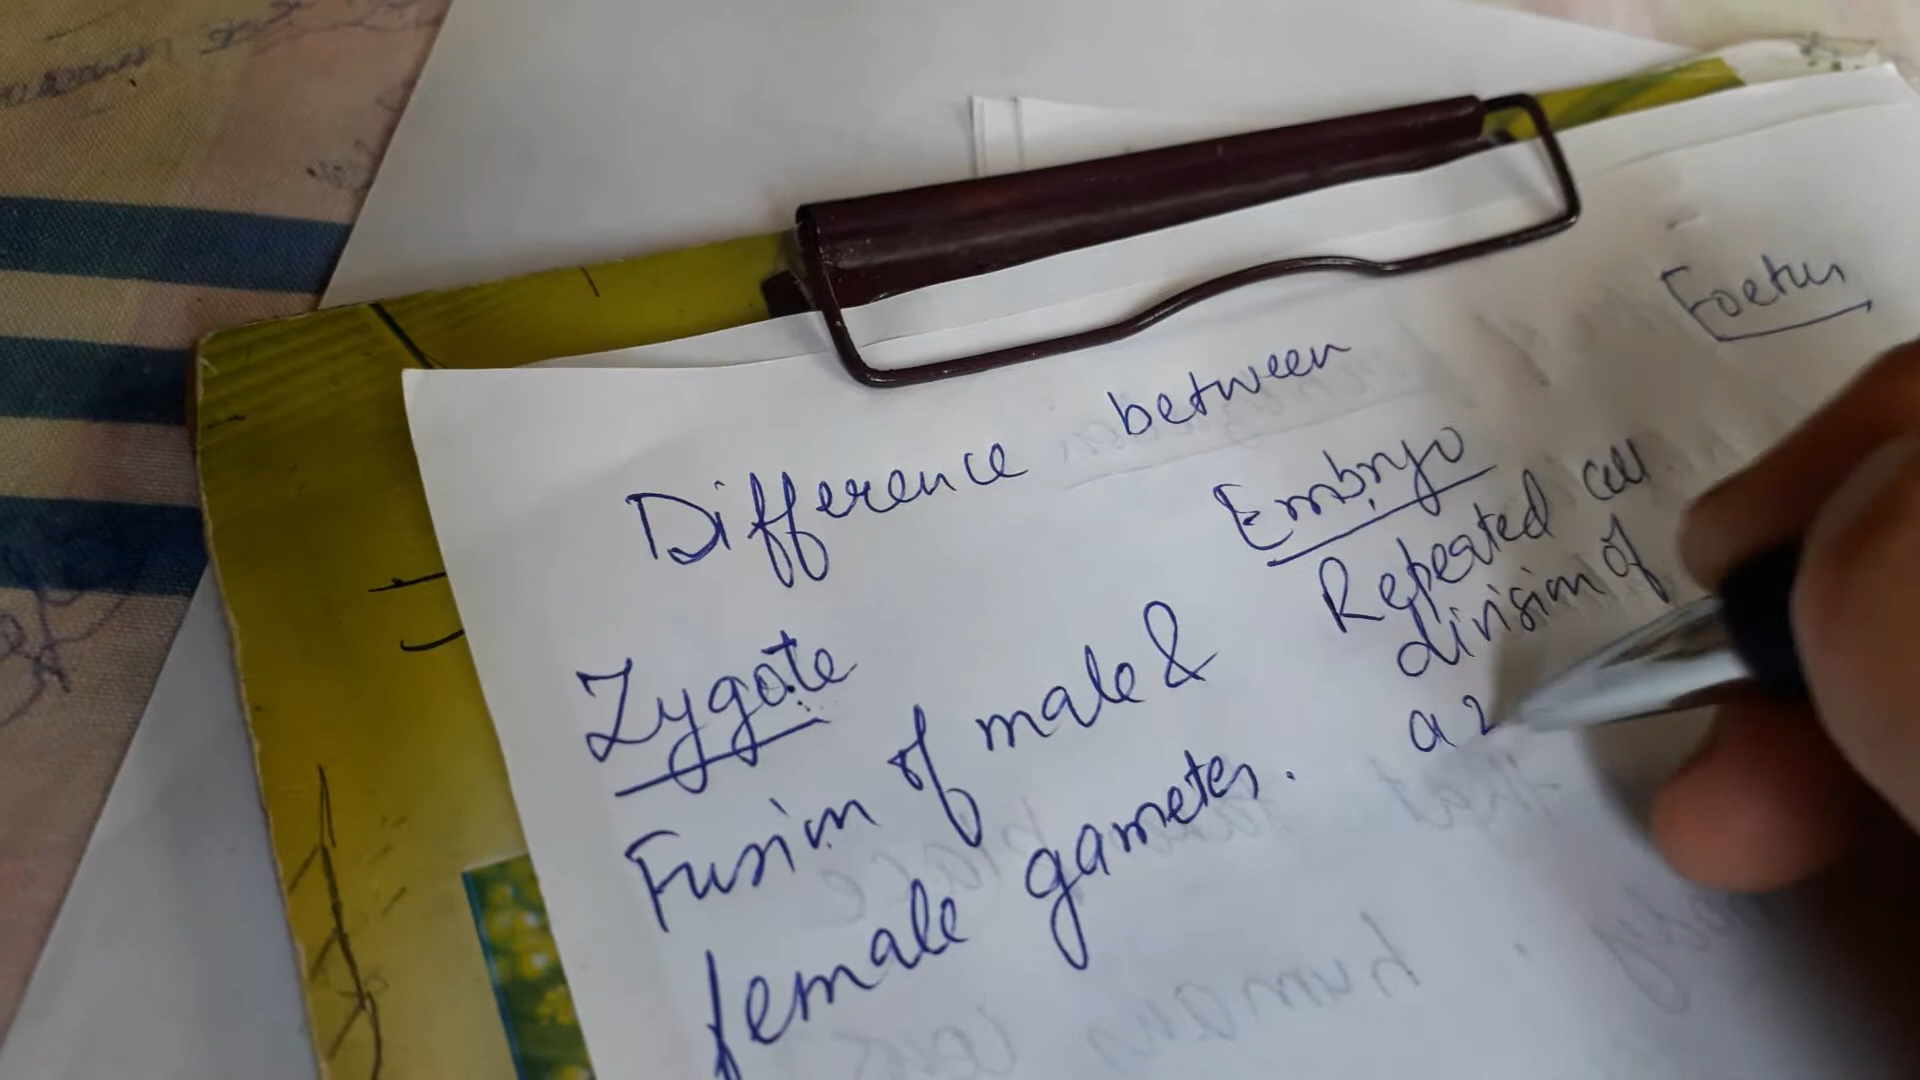 Difference between
Zygote
Fusion of male &
female gametes.
Embryo
Repeated cell
division of
a z
Foetus